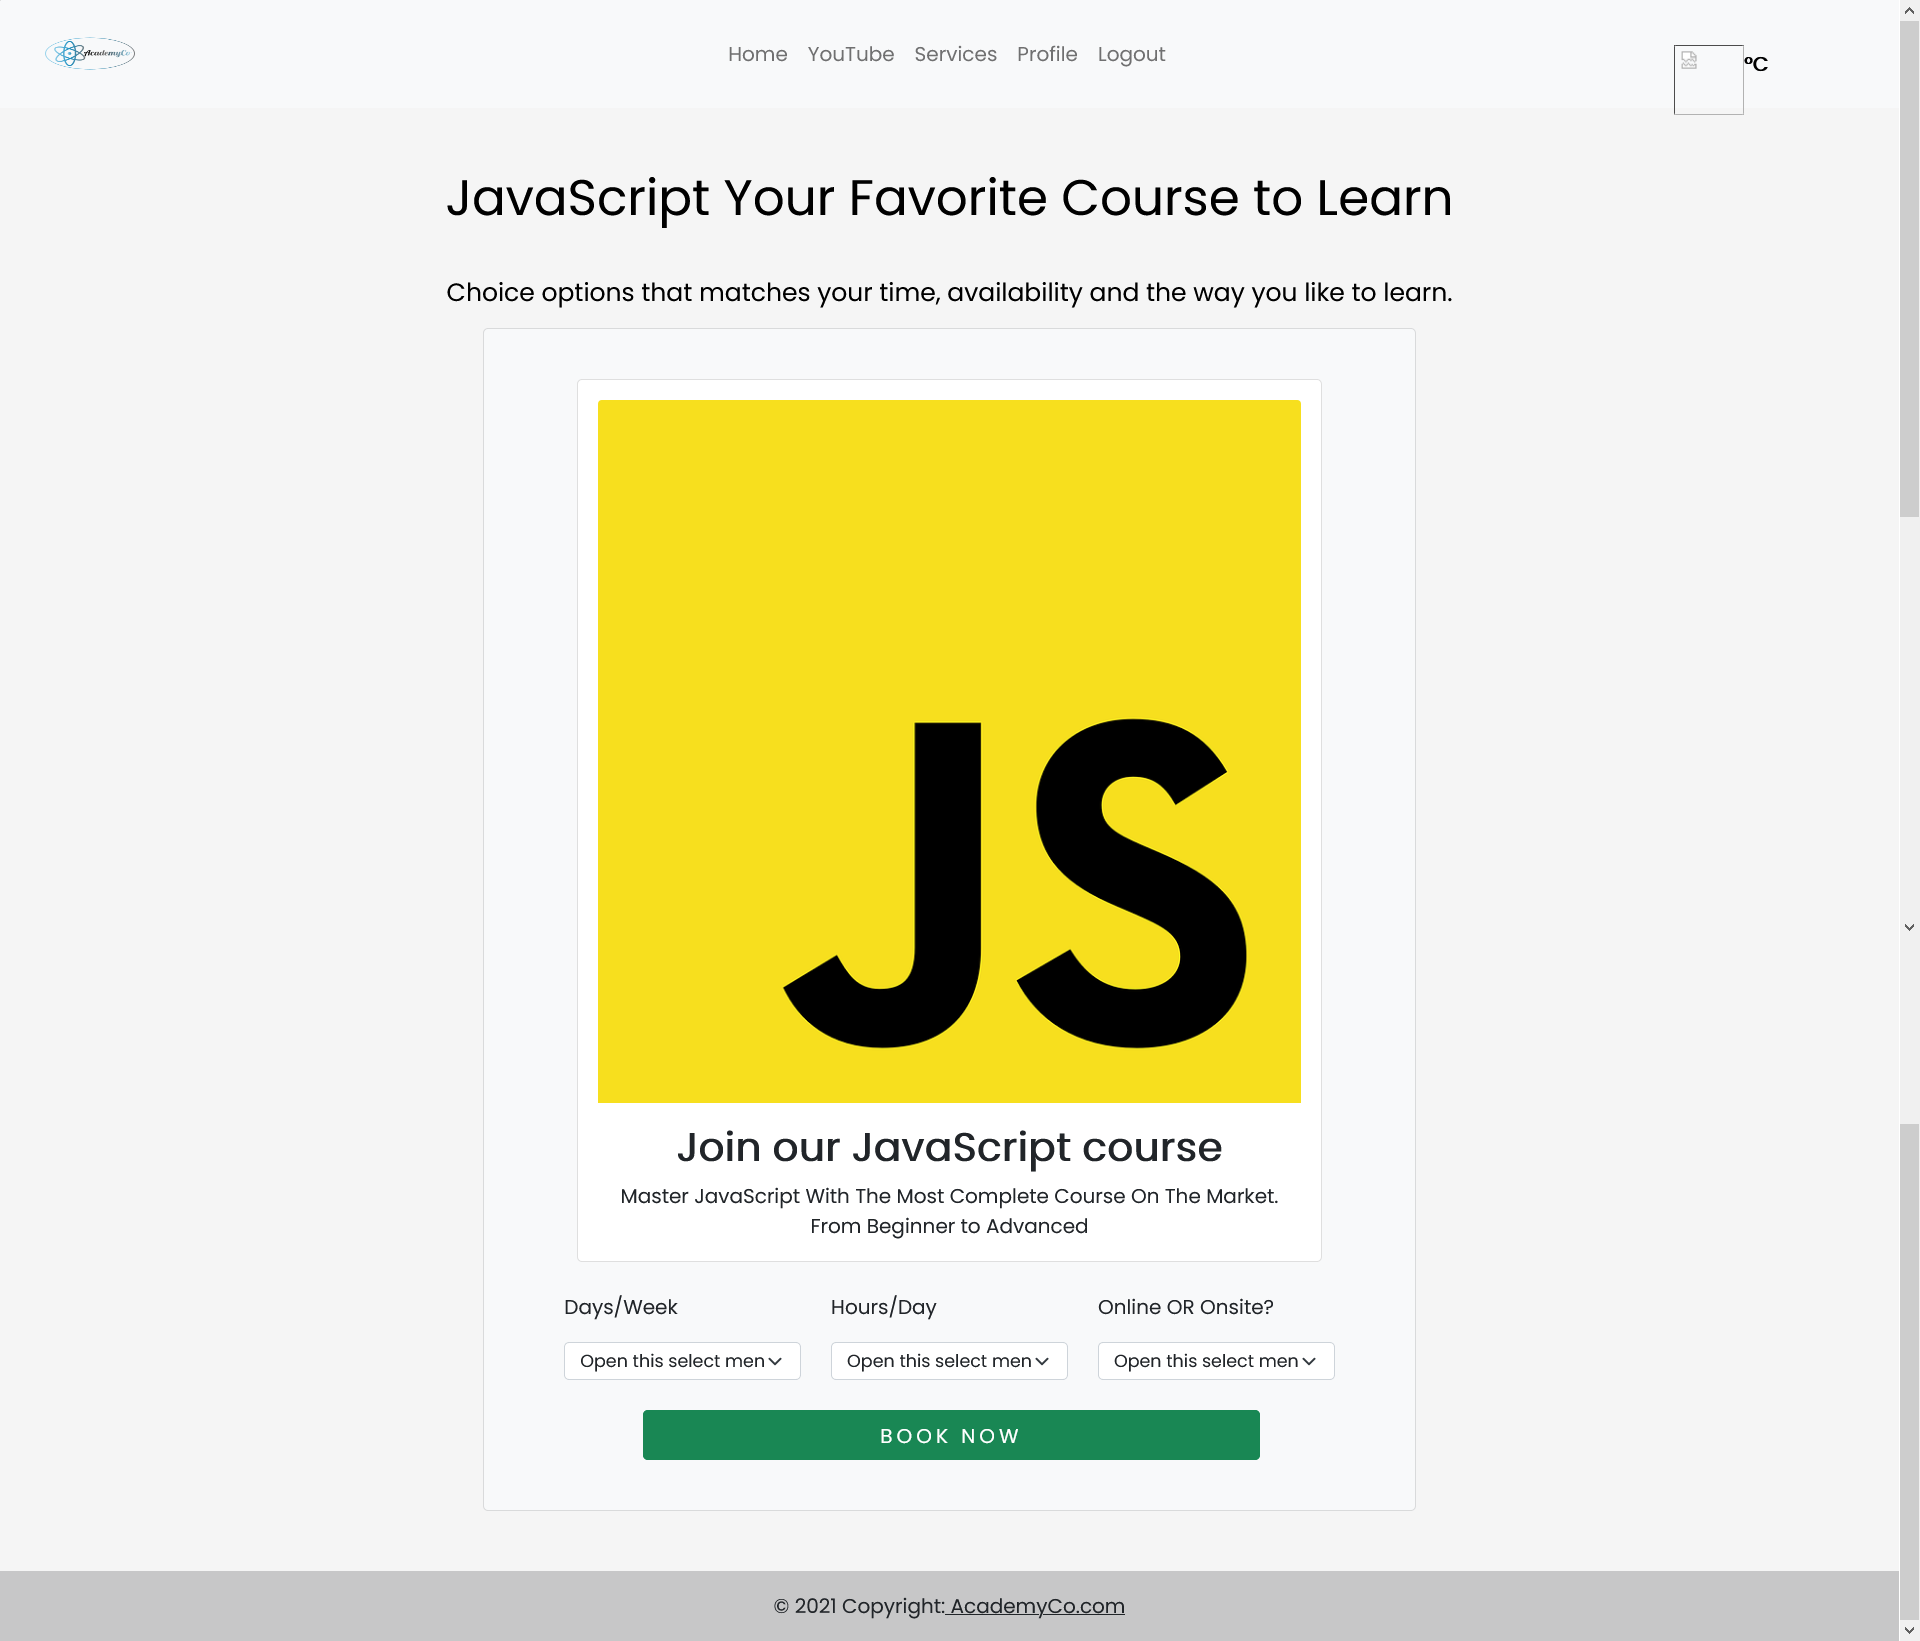 AcademyCo
Home YouTube Services Profile Logout
ºC
JavaScript Your Favorite Course to Learn
Choice options that matches your time, availability and the way you like to learn.
JS
Join our JavaScript course
Master JavaScript With The Most Complete Course On The Market.
From Beginner to Advanced
Days/Week Hours/Day Online OR Onsite?
Open this select men Open this select men Open this select men
BOOK NOW
© 2021 Copyright: AcademyCo.com